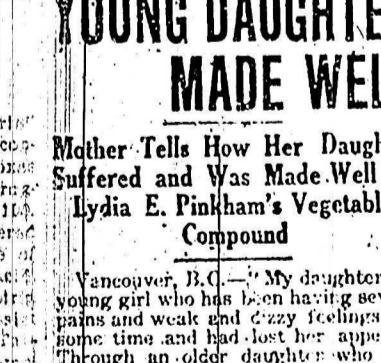 YOUNG DAUGHTE
MADE WEL
Mother Tells How Her Daugh
Suffered and Was Made Well
Lydia E. Pinkham's Vegetabl
Compound
Vancouver, B.C.—"My daughter
young girl who has been having se
pains and weak and dizzy feelings
some time and had lost her appe
Through an older daughter who